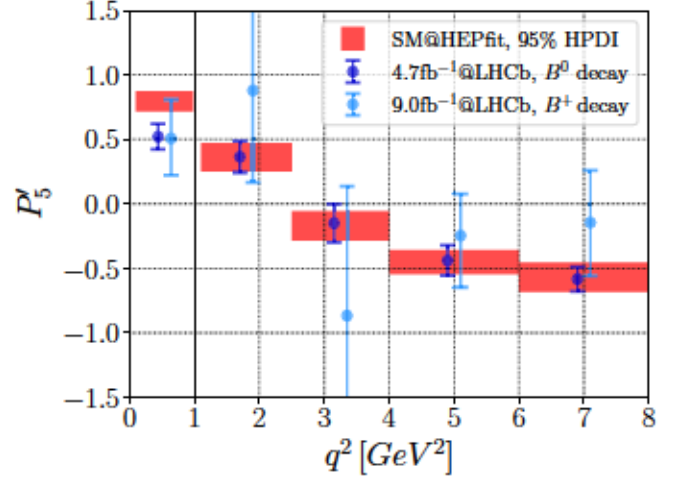 SM@HEPfit, 95% HPDI
4.7fb⁻¹@LHCb, B⁰ decay
9.0fb⁻¹@LHCb, B⁺ decay
1.5
1.0
0.5
0.0
−0.5
−1.0
−1.5
P′₅
0 1 2 3 4 5 6 7 8
q² [GeV²]